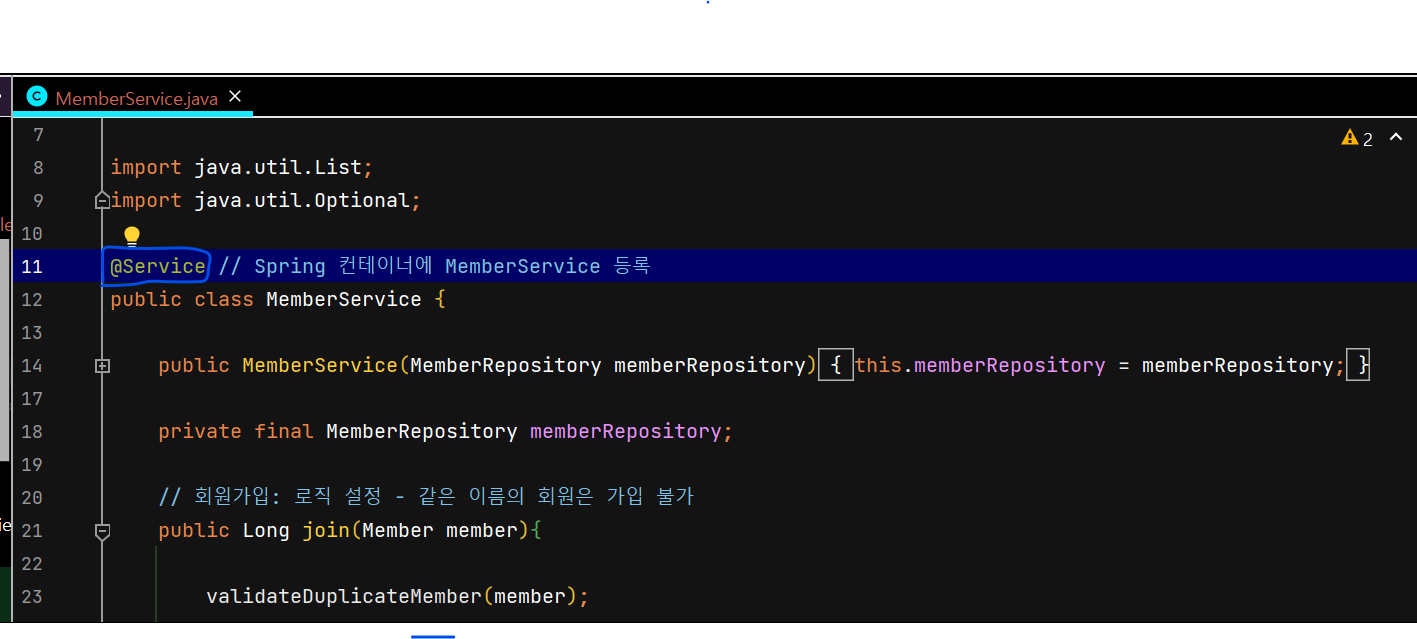 MemberService.java
2
7
8 import java.util.List;
9 import java.util.Optional;
le
10
11 @Service // Spring 컨테이너에 MemberService 등록
12 public class MemberService {
13
14 public MemberService(MemberRepository memberRepository) { this.memberRepository = memberRepository; }
17
18 private final MemberRepository memberRepository;
19
20 // 회원가입: 로직 설정 - 같은 이름의 회원은 가입 불가
21 public Long join(Member member){
22
23 validateDuplicateMember(member);